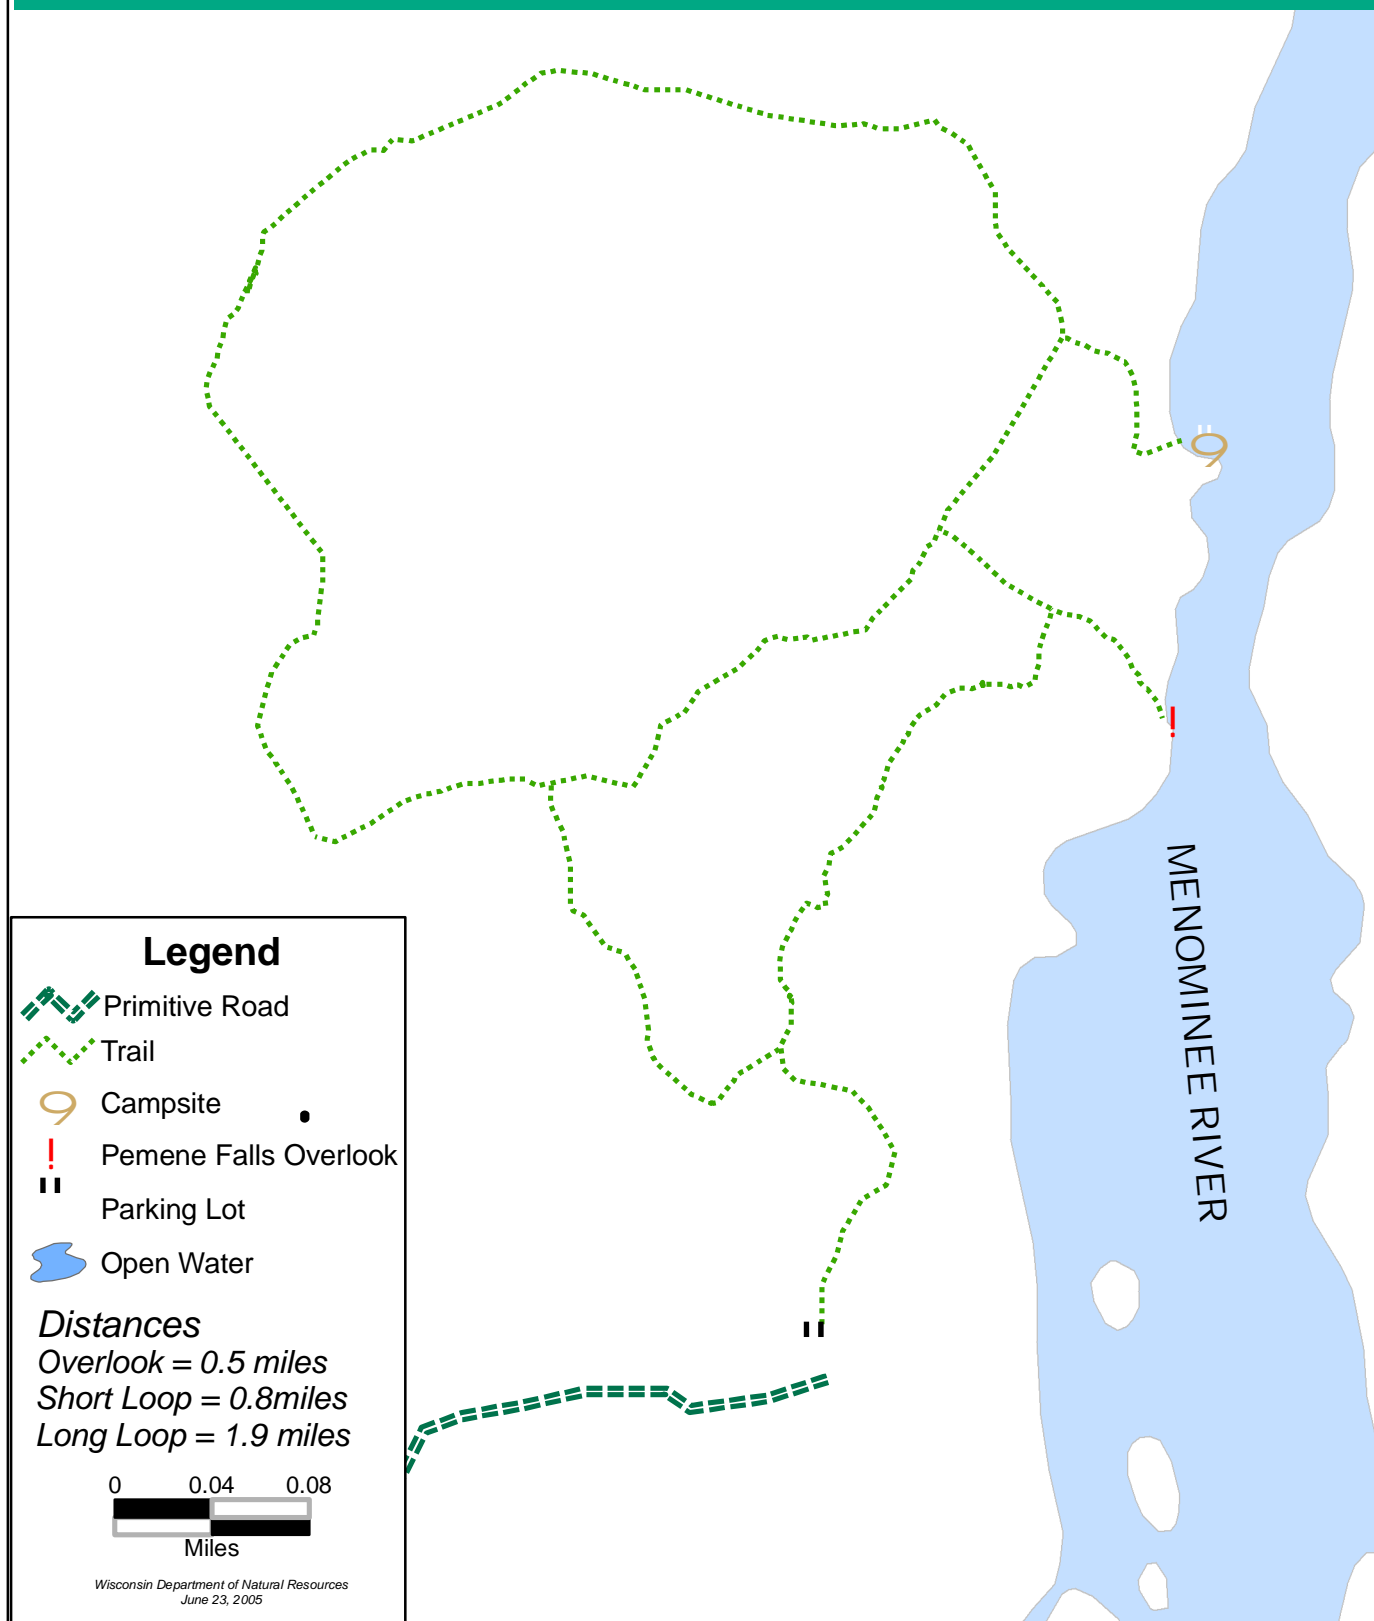 MENOMINEE RIVER
Legend
Primitive Road
Trail
Campsite
Pemene Falls Overlook
Parking Lot
Open Water
Distances
Overlook = 0.5 miles
Short Loop = 0.8miles
Long Loop = 1.9 miles
0 0.04 0.08
Miles
Wisconsin Department of Natural Resources
June 23, 2005